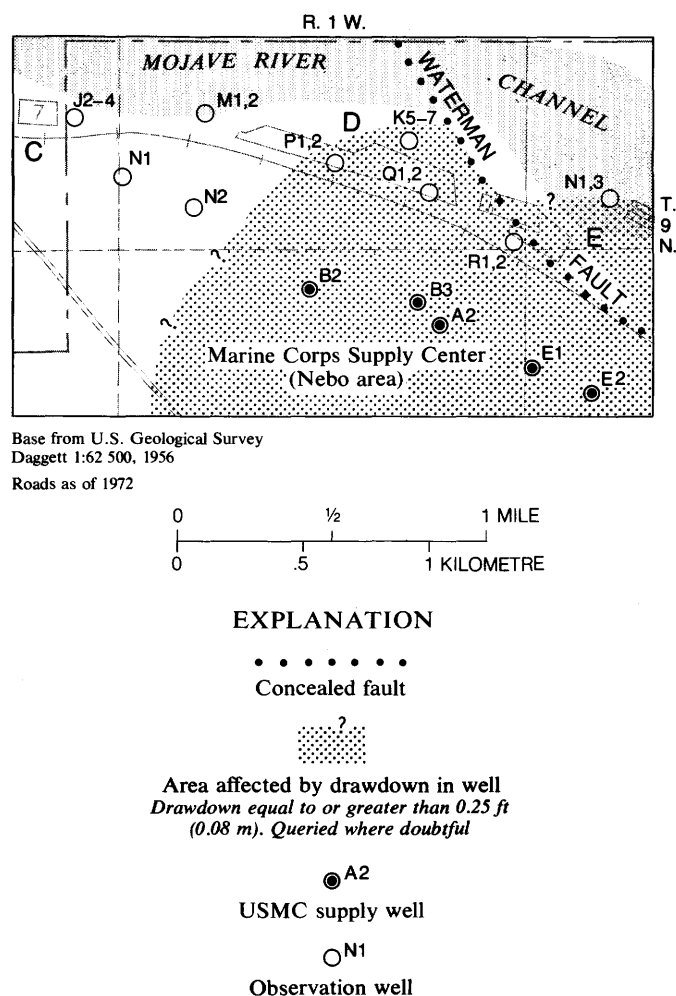 R. 1 W.
MOJAVE RIVER
CHANNEL
WATERMAN
FAULT
7
J2–4
M1,2
D
K5–7
C
P1,2
N1
Q1,2
N1,3
N2
?
T.
9
N.
E
R1,2
?
B2
B3
A2
?
Marine Corps Supply Center
(Nebo area)
E1
E2
Base from U.S. Geological Survey
Daggett 1:62 500, 1956
Roads as of 1972
0 ½ 1 MILE
0 .5 1 KILOMETRE
EXPLANATION
Concealed fault
?
Area affected by drawdown in well
Drawdown equal to or greater than 0.25 ft
(0.08 m). Queried where doubtful
A2
USMC supply well
N1
Observation well